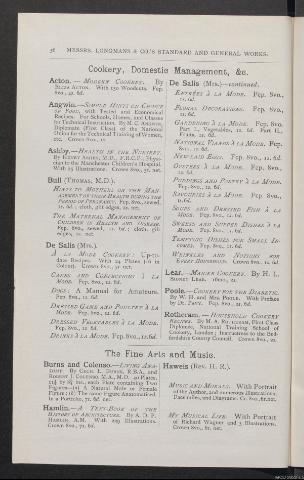 36 MESSRS. LONGMANS & CO.'S STANDARD AND GENERAL WORKS.
Cookery, Domestic Management, &c.
Acton. — MODERN COOKERY. By
ELIZA ACTON. With 150 Woodcuts. Fcp.
8vo., 4s. 6d.
Angwin.—SIMPLE HINTS ON CHOICE
OF FOOD, with Tested and Economical
Recipes. For Schools, Homes, and Classes
for Technical Instruction. By M. C. ANGWIN,
Diplomate (First Class) of the National
Union for the Technical Training of Women,
etc. Crown 8vo., 1s.
Ashby.—HEALTH IN THE NURSERY.
By HENRY ASHBY, M.D., F.R.C.P., Physi-
cian to the Manchester Children's Hospital.
With Illustrations. Crown 8vo., 3s. net.
Bull (THOMAS, M.D.).
HINTS TO MOTHERS ON THE MAN-
AGEMENT OF THEIR HEALTH DURING THE
PERIOD OF PREGNANCY. Fcp. 8vo., sewed,
1s. 6d.; cloth, gilt edges, 2s. net.
THE MATERNAL MANAGEMENT OF
CHILDREN IN HEALTH AND DISEASE.
Fcp. 8vo., sewed, 1s. 6d.; cloth, gilt
edges, 2s. net.
De Salis (MRS.).
À LA MODE COOKERY: Up-to-
date Recipes. With 24 Plates (16 in
Colour). Crown 8vo., 5s. net.
CAKES AND CONFECTIONS À LA
MODE. Fcp. 8vo., 1s. 6d.
DOGS: A Manual for Amateurs.
Fcp. 8vo., 1s. 6d.
DRESSED GAME AND POULTRY À LA
MODE. Fcp. 8vo., 1s. 6d.
DRESSED VEGETABLES À LA MODE.
Fcp. 8vo., 1s. 6d.
DRINKS À LA MODE. Fcp. 8vo., 1s. 6d.
De Salis (MRS.)—continued.
ENTRÉES À LA MODE. Fcp. 8vo.,
1s. 6d.
FLORAL DECORATIONS. Fcp. 8vo.,
1s. 6d.
GARDENING À LA MODE. Fcp. 8vo.
Part I., Vegetables, 1s. 6d. Part II.,
Fruits, 1s. 6d.
NATIONAL VIANDS À LA MODE. Fcp.
8vo., 1s. 6d.
NEW-LAID EGGS. Fcp. 8vo., 1s. 6d.
OYSTERS À LA MODE. Fcp. 8vo.,
1s. 6d.
PUDDINGS AND PASTRY À LA MODE.
Fcp. 8vo., 1s. 6d.
SAVOURIES À LA MODE. Fcp. 8vo.,
1s. 6d.
SOUPS AND DRESSED FISH À LA
MODE. Fcp. 8vo., 1s. 6d.
SWEETS AND SUPPER DISHES À LA
MODE. Fcp. 8vo., 1s. 6d.
TEMPTING DISHES FOR SMALL IN-
COMES. Fcp. 8vo., 1s. 6d.
WRINKLES AND NOTIONS FOR
EVERY HOUSEHOLD. Crown 8vo., 1s. 6d.
Lear.—MAIGRE COOKERY. By H. L.
SIDNEY LEAR. 16mo., 2s.
Poole.—COOKERY FOR THE DIABETIC.
By W. H. and MRS. POOLE. With Preface
by DR. PAVY. Fcp. 8vo., 2s. 6d.
Rotheram. — HOUSEHOLD COOKERY
RECIPES. By M. A. ROTHERAM, First Class
Diplomée, National Training School of
Cookery, London; Instructress to the Bed-
fordshire County Council. Crown 8vo., 2s.
The Fine Arts and Music.
Burns and Colenso.—LIVING ANA-
TOMY. By CECIL L. BURNS, R.B.A., and
ROBERT J. COLENSO, M.A., M.D. 40 Plates,
11¼ by 8¾ ins., each Plate containing Two
Figures—(a) A Natural Male or Female
Figure; (b) The same Figure Anatomatised.
In a Portfolio, 7s. 6d. net.
Hamlin.—A TEXT-BOOK OF THE
HISTORY OF ARCHITECTURE. By A. D. F.
HAMLIN, A.M. With 229 Illustrations.
Crown 8vo., 7s. 6d.
Haweis (REV. H. R.).
MUSIC AND MORALS. With Portrait
of the Author, and numerous Illustrations,
Facsimiles, and Diagrams. Cr. 8vo., 6s. net.
MY MUSICAL LIFE. With Portrait
of Richard Wagner and 3 Illustrations.
Crown 8vo., 6s. net.